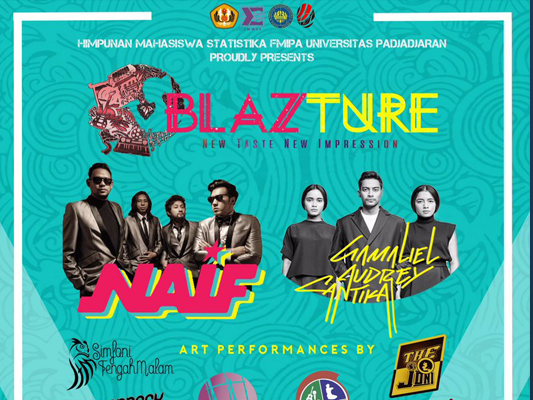 HIMPUNAN MAHASISWA STATISTIKA FMIPA UNIVERSITAS PADJADJARAN
PROUDLY PRESENTS
BLAZTURE
NEW TASTE NEW IMPRESSION
NAIF
GAMALIEL
AUDREY
CANTIKA
ART PERFORMANCES BY
Simfoni
Tengah Malam
THE
JONI